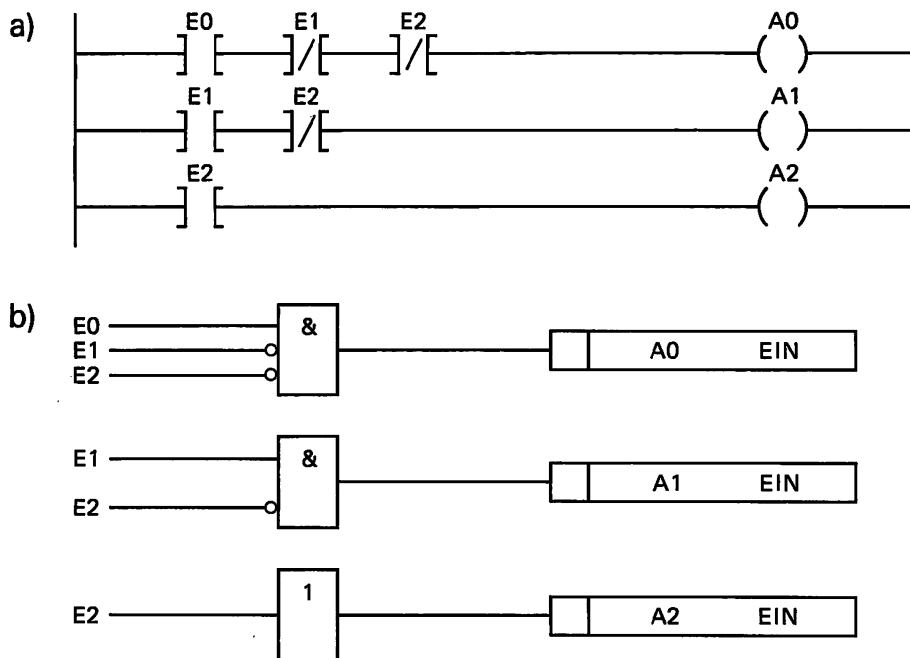 a)
E0 E1 E2 A0
E1 E2 A1
E2 A2
b)
E0
E1
E2
&
A0 EIN
E1
E2
&
A1 EIN
E2
1
A2 EIN